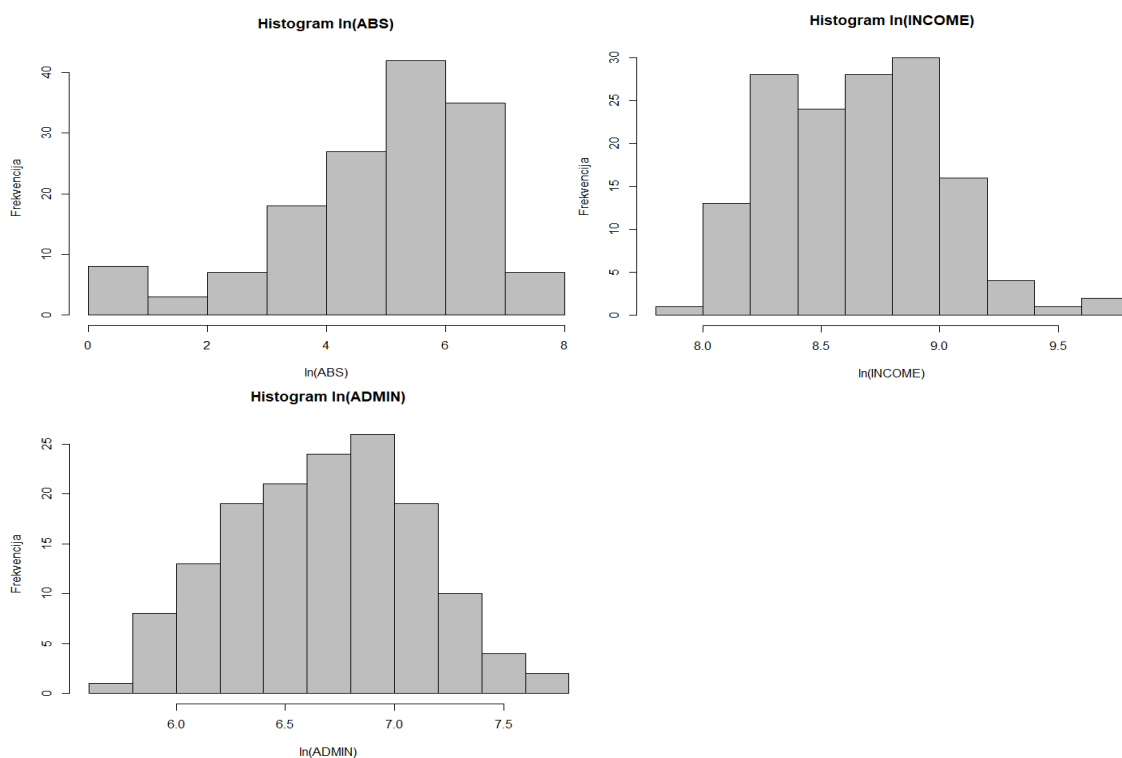 Histogram ln(ABS)
Frekvencija
0
10
20
30
40
0 2 4 6 8
ln(ABS)
Histogram ln(INCOME)
Frekvencija
0
5
10
15
20
25
30
8.0 8.5 9.0 9.5
ln(INCOME)
Histogram ln(ADMIN)
Frekvencija
0
5
10
15
20
25
6.0 6.5 7.0 7.5
ln(ADMIN)